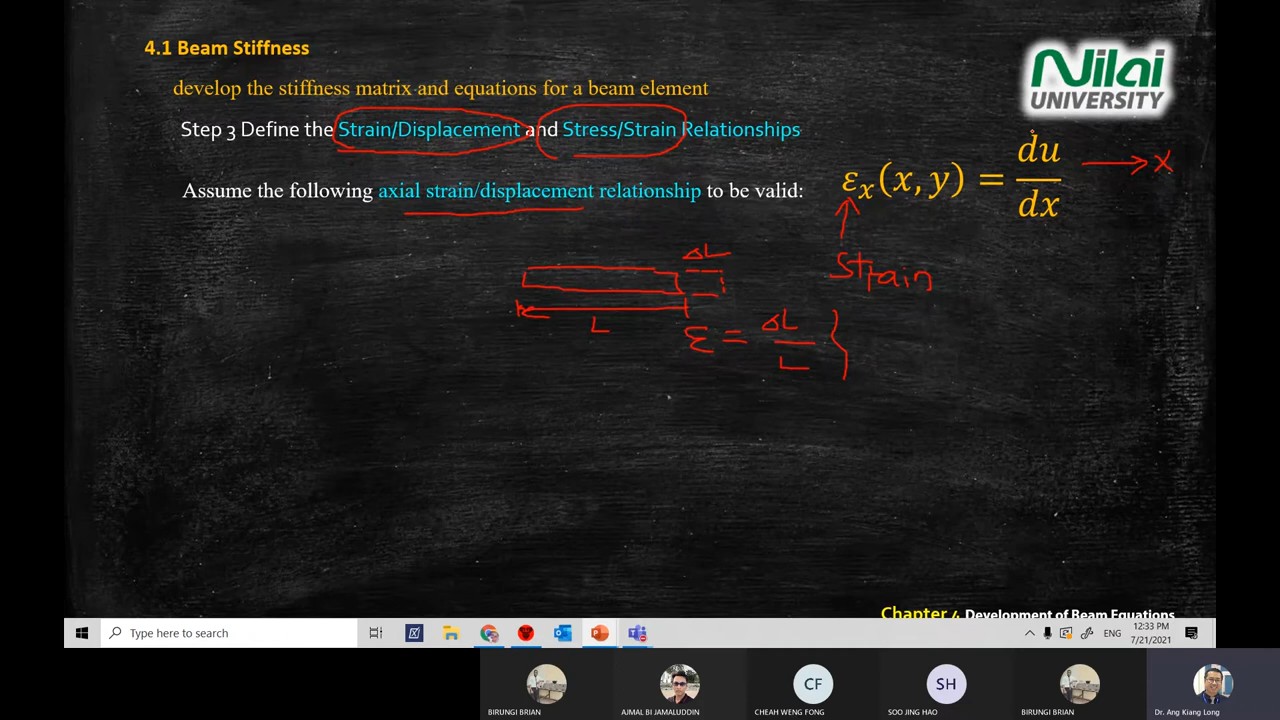 4.1 Beam Stiffness
develop the stiffness matrix and equations for a beam element
Step 3 Define the Strain/Displacement and Stress/Strain Relationships
Assume the following axial strain/displacement relationship to be valid:
εx(x, y) = du/dx
x
Strain
ΔL
L
ε = ΔL/L
Nilai
UNIVERSITY
Chapter 4 Development of Beam Equations
Type here to search
ENG
12:33 PM
7/21/2021
CF
SH
BIRUNGI BRIAN
AJMAL BI JAMALUDDIN
CHEAH WENG FONG
SOO JING HAO
BIRUNGI BRIAN
Dr. Ang Kiang Long